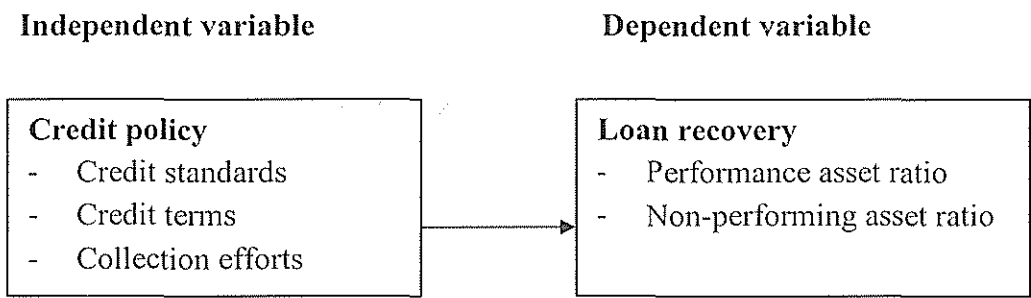 Independent variable
Dependent variable
Credit policy
- Credit standards
- Credit terms
- Collection efforts
Loan recovery
- Performance asset ratio
- Non-performing asset ratio